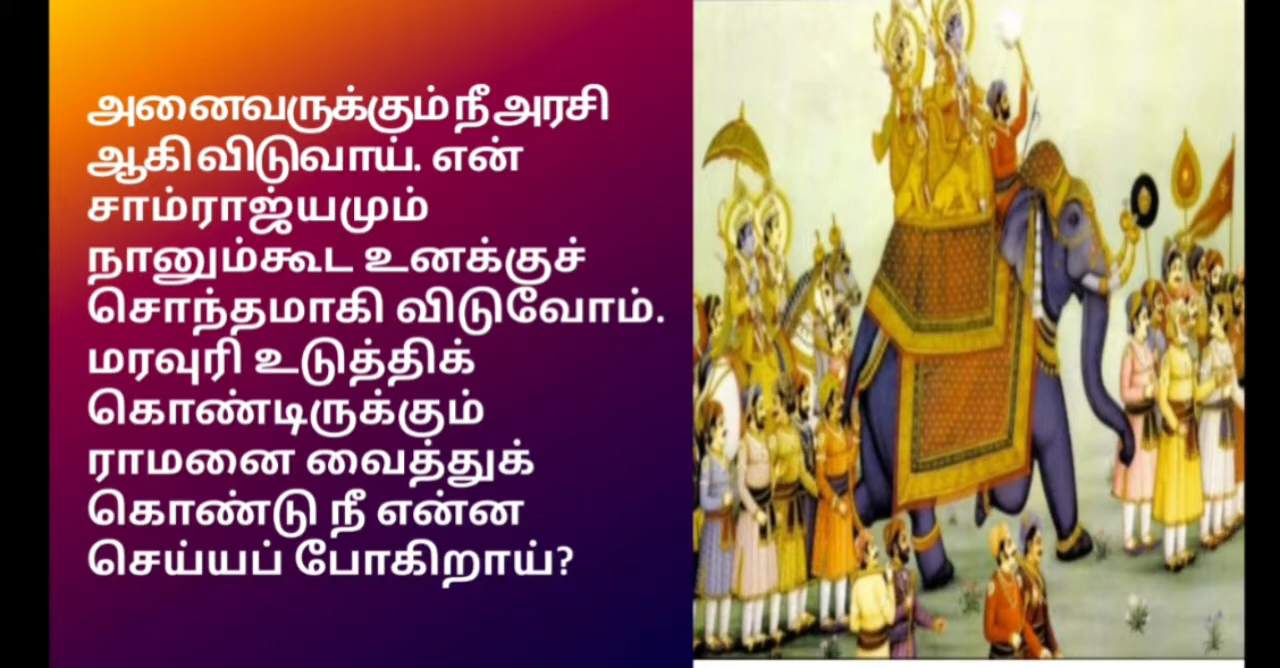 அனைவருக்கும் நீ அரசி
ஆகி விடுவாய். என்
சாம்ராஜ்யமும்
நானும்கூட உனக்குச்
சொந்தமாகி விடுவோம்.
மரவுரி உடுத்திக்
கொண்டிருக்கும்
ராமனை வைத்துக்
கொண்டு நீ என்ன
செய்யப் போகிறாய்?